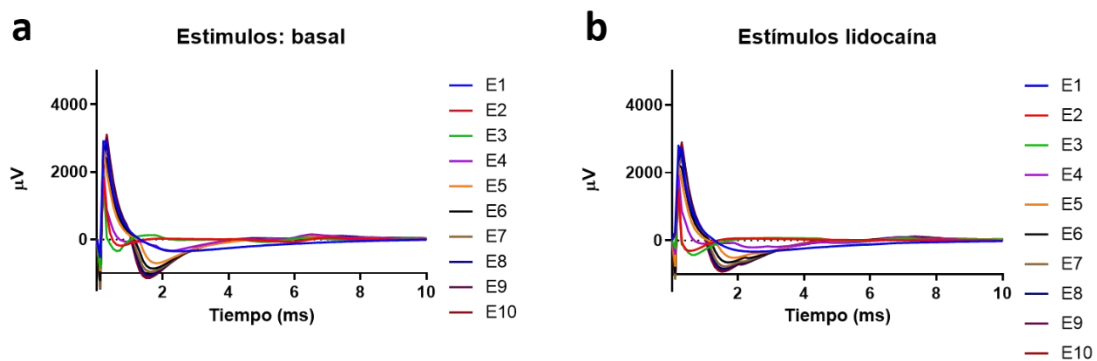 a
Estimulos: basal
4000
2000
0
µV
2
4
6
8
10
Tiempo (ms)
E1
E2
E3
E4
E5
E6
E7
E8
E9
E10
b
Estímulos lidocaína
4000
2000
0
µV
2
4
6
8
10
Tiempo (ms)
E1
E2
E3
E4
E5
E6
E7
E8
E9
E10